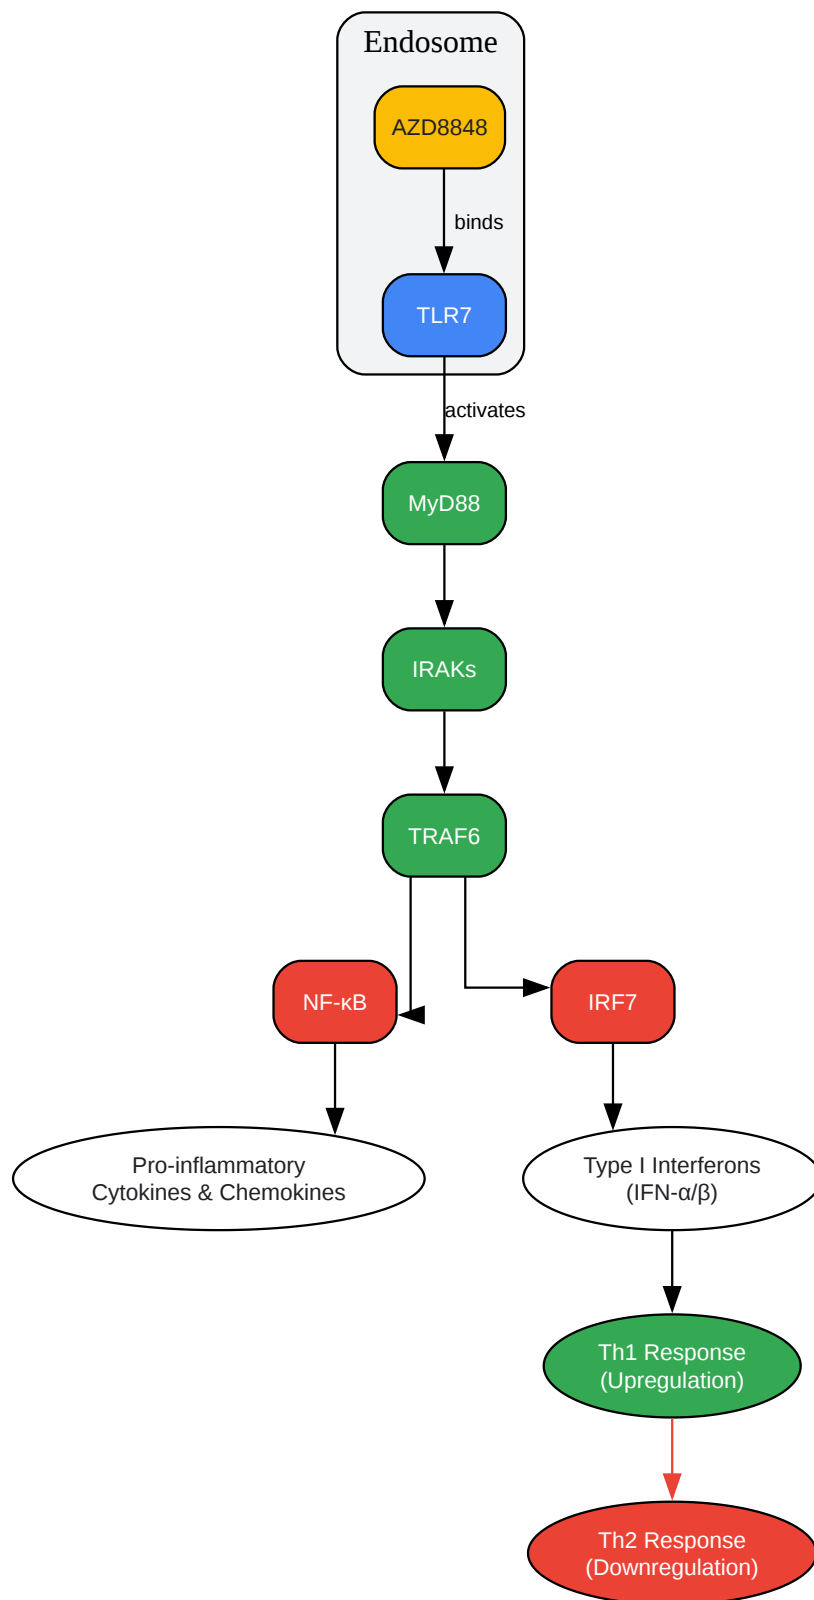 Endosome
AZD8848
binds
TLR7
activates
MyD88
IRAKs
TRAF6
NF-κB
IRF7
Pro-inflammatory
Cytokines & Chemokines
Type I Interferons
(IFN-α/β)
Th1 Response
(Upregulation)
Th2 Response
(Downregulation)